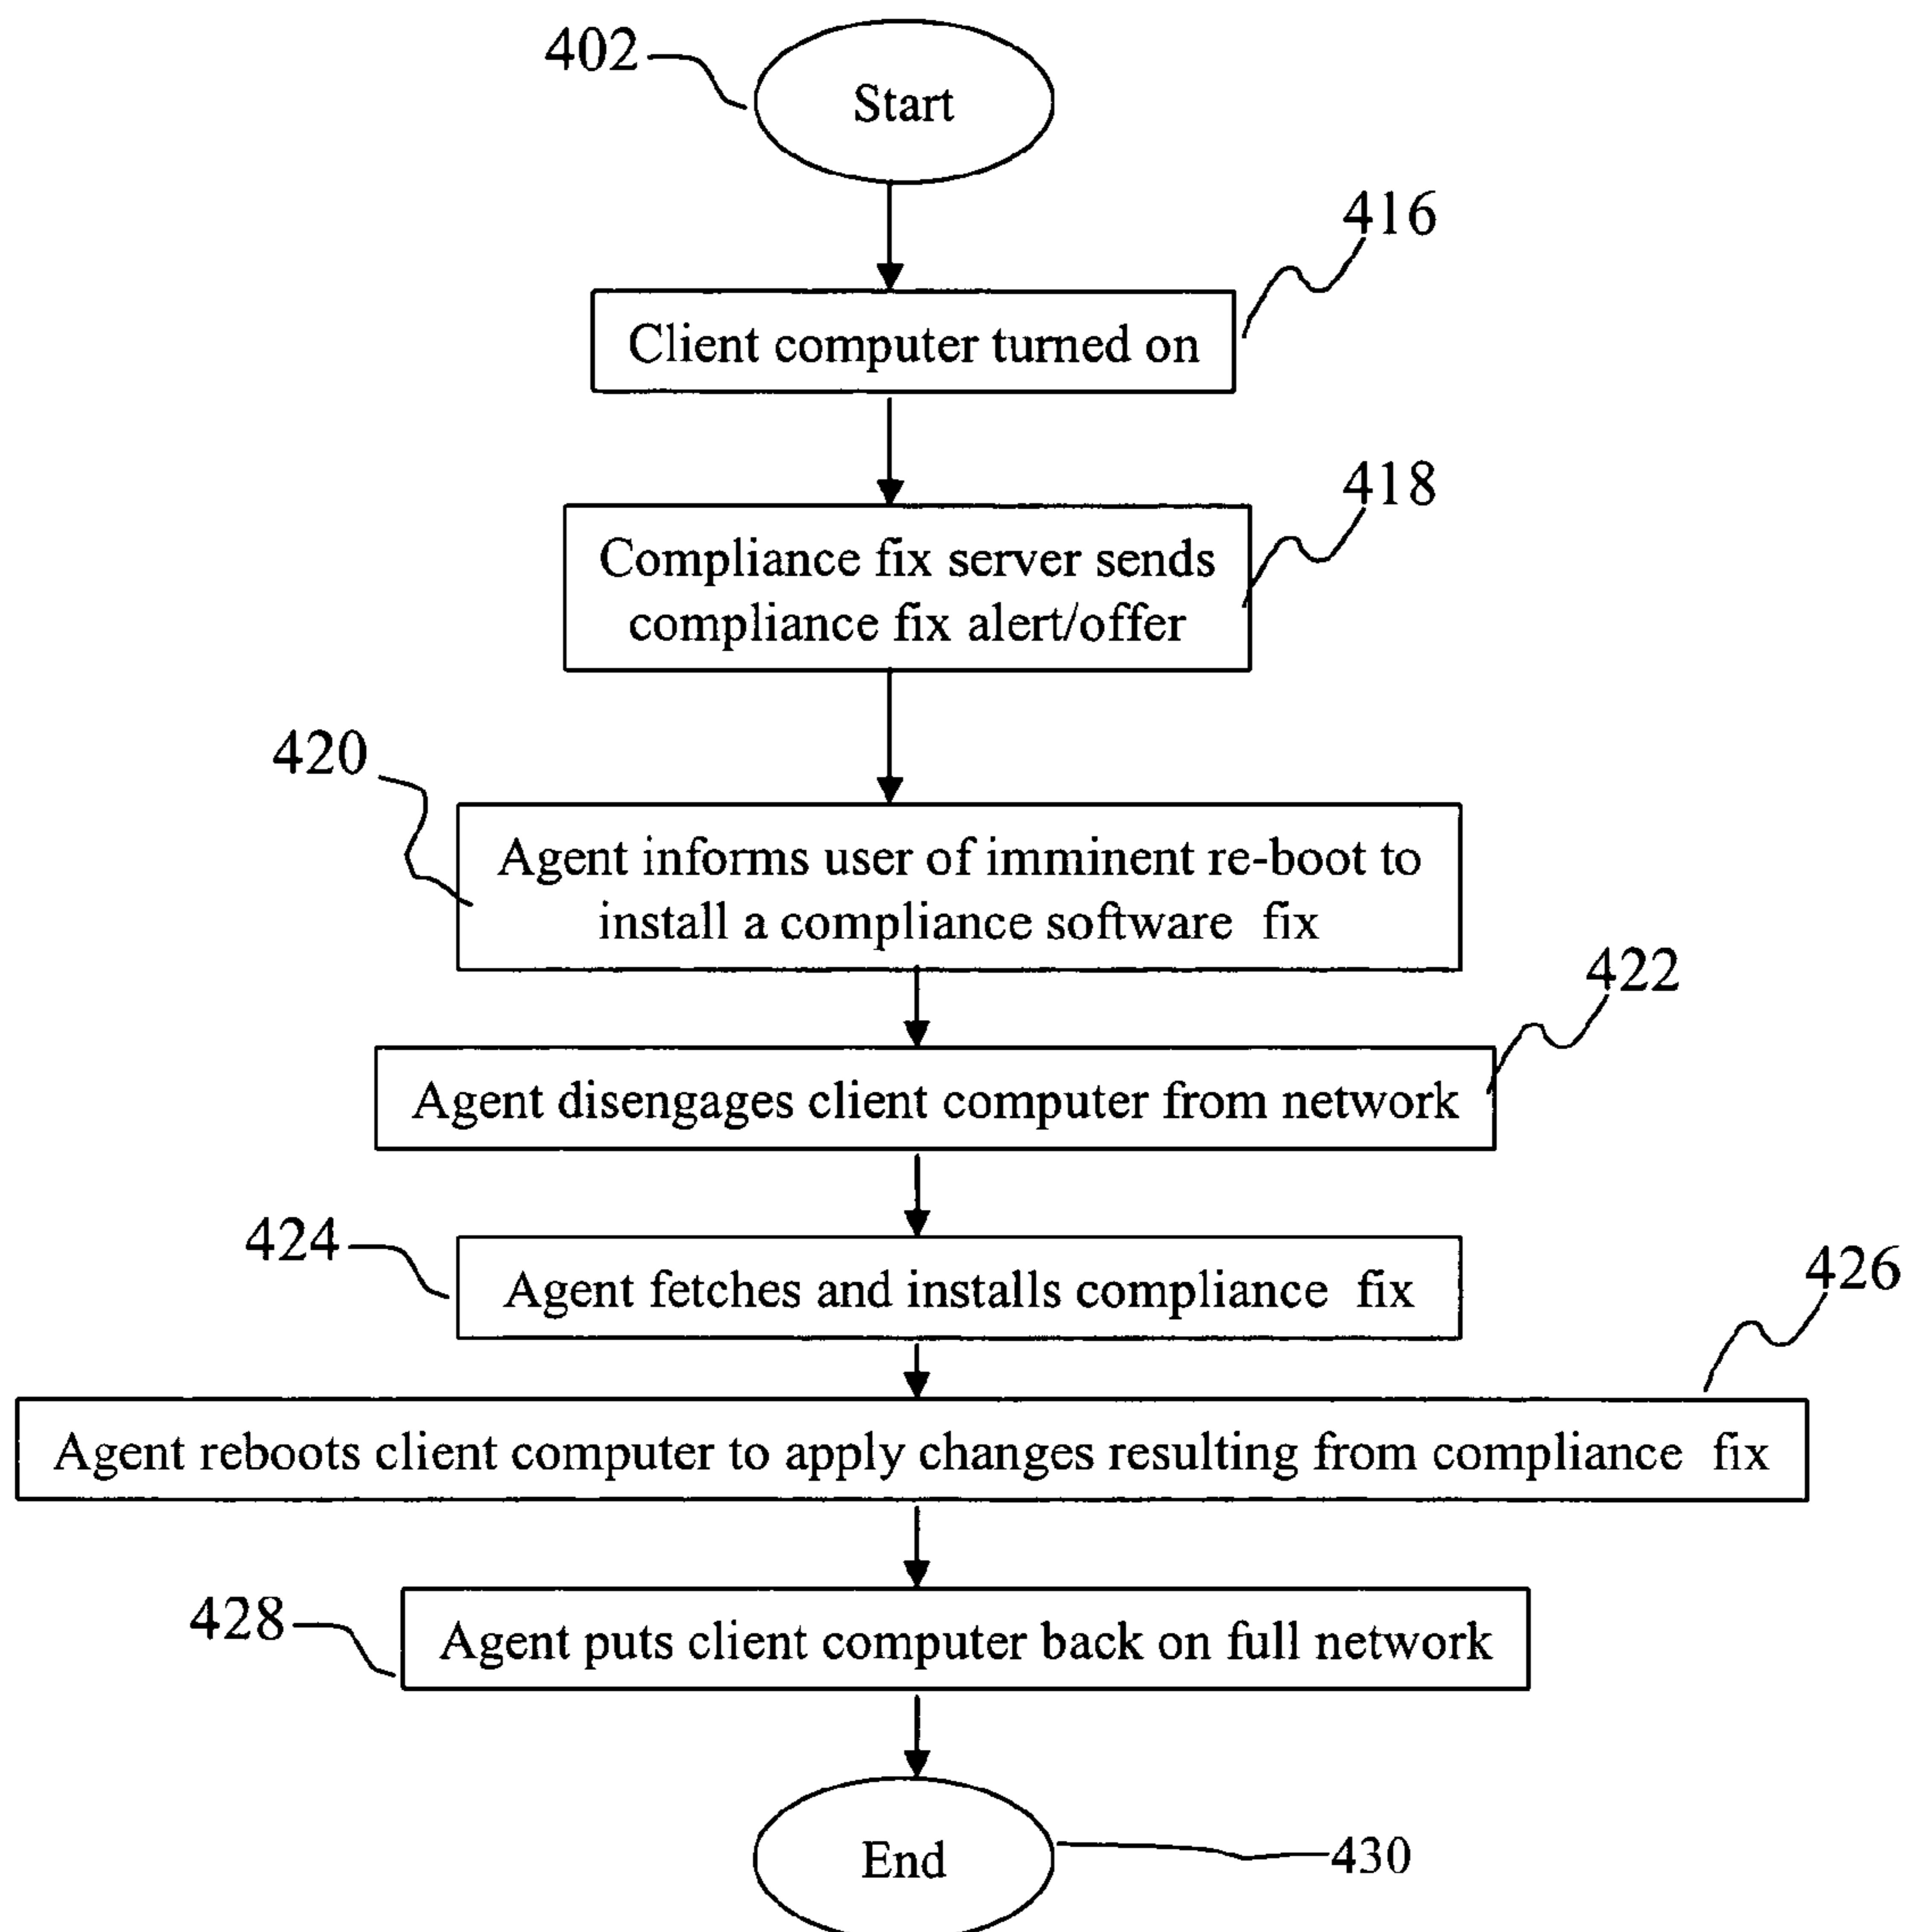 402
Start
416
Client computer turned on
418
Compliance fix server sends
compliance fix alert/offer
420
Agent informs user of imminent re-boot to
install a compliance software fix
422
Agent disengages client computer from network
424
Agent fetches and installs compliance fix
426
Agent reboots client computer to apply changes resulting from compliance fix
428
Agent puts client computer back on full network
End
430